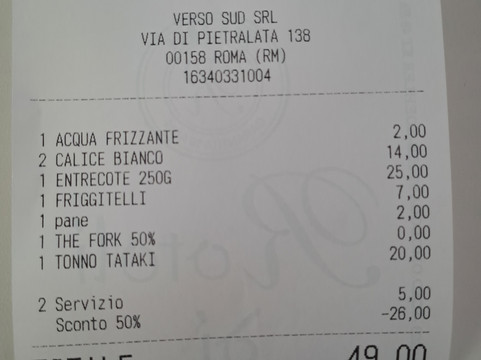 VERSO SUD SRL
VIA DI PIETRALATA 138
00158 ROMA (RM)
16340331004
1 ACQUA FRIZZANTE 2,00
2 CALICE BIANCO 14,00
1 ENTRECOTE 250G 25,00
1 FRIGGITELLI 7,00
1 pane 2,00
1 THE FORK 50% 0,00
1 TONNO TATAKI 20,00
2 Servizio 5,00
Sconto 50% -26,00
TOTALE 49,00